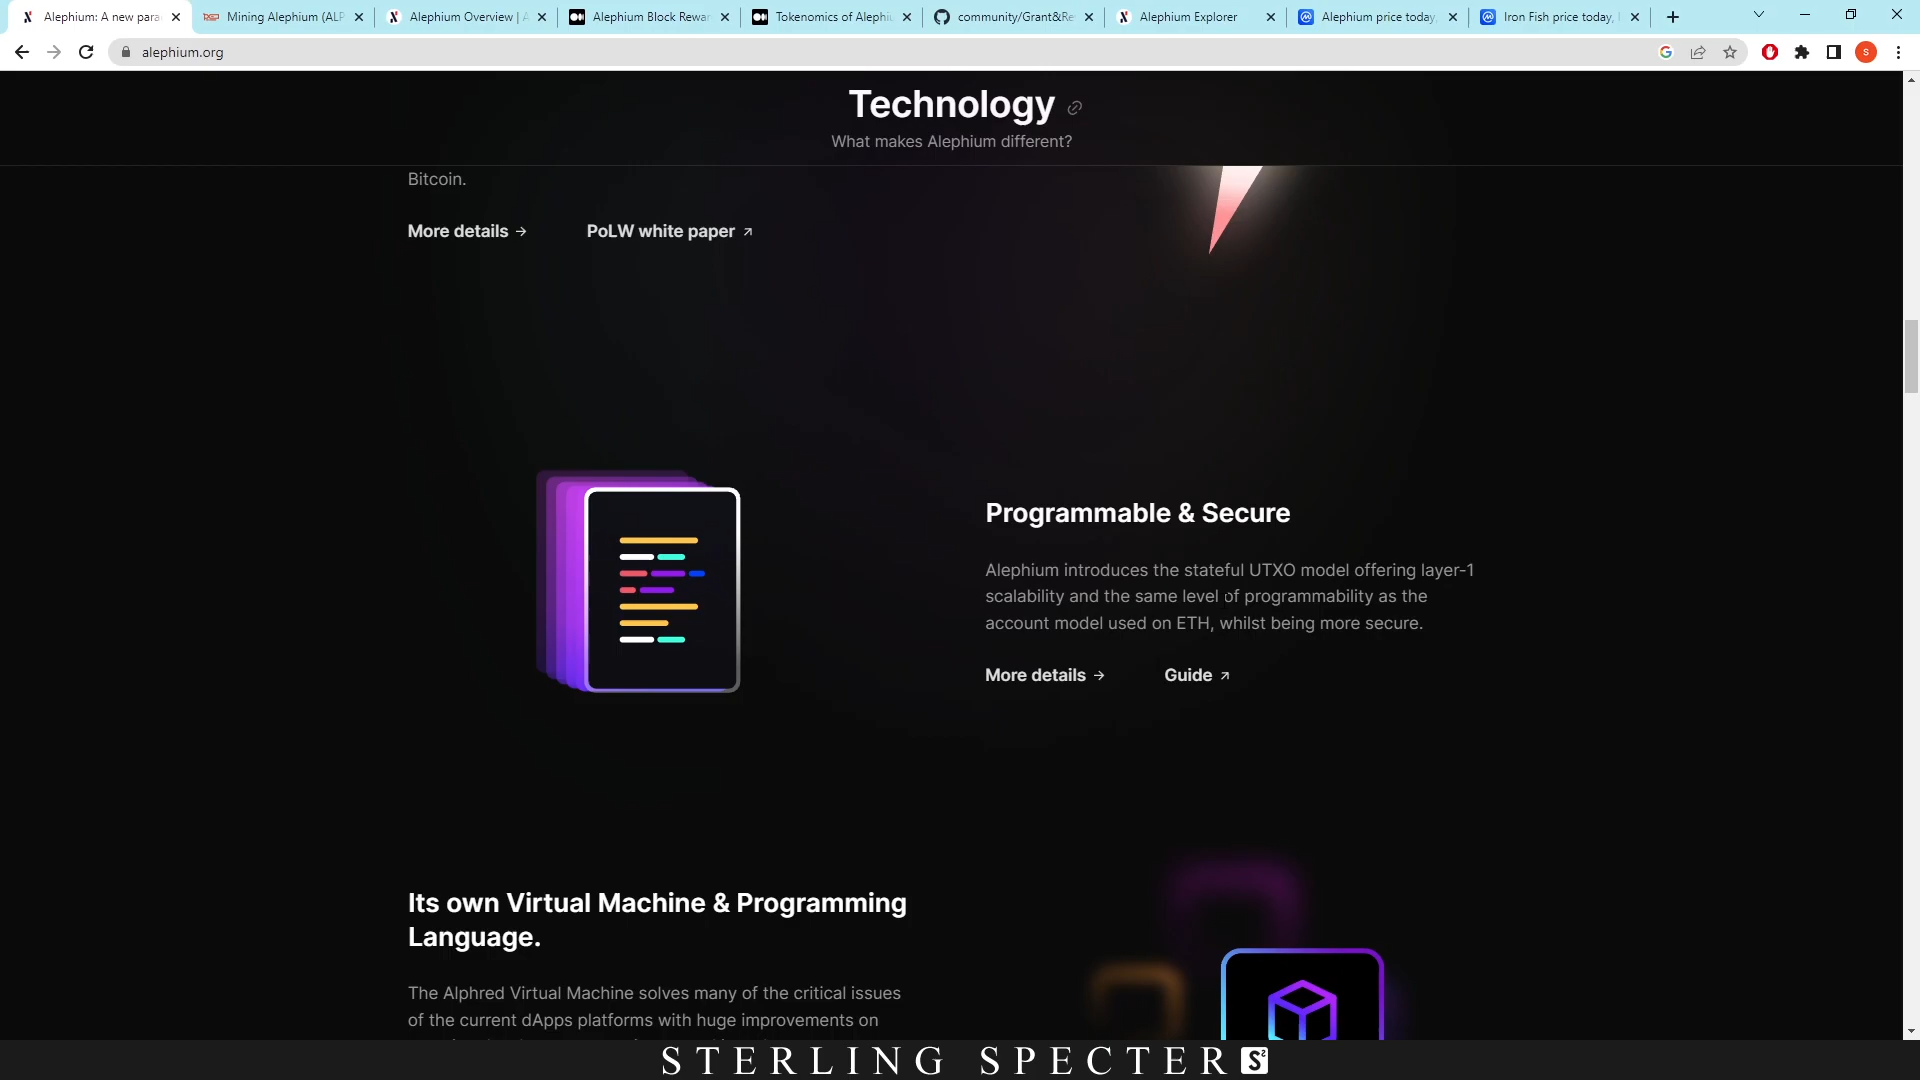 Alephium: A new para
Mining Alephium (ALP
Alephium Overview | A
Alephium Block Rewar
Tokenomics of Alephiu
community/Grant&Re
Alephium Explorer
Alephium price today,
Iron Fish price today,
alephium.org
S
Technology
What makes Alephium different?
Bitcoin.
More details →
PoLW white paper ↗
Programmable & Secure
Alephium introduces the stateful UTXO model offering layer-1
scalability and the same level of programmability as the
account model used on ETH, whilst being more secure.
More details →
Guide ↗
Its own Virtual Machine & Programming
Language.
The Alphred Virtual Machine solves many of the critical issues
of the current dApps platforms with huge improvements on
STERLING SPECTER S²